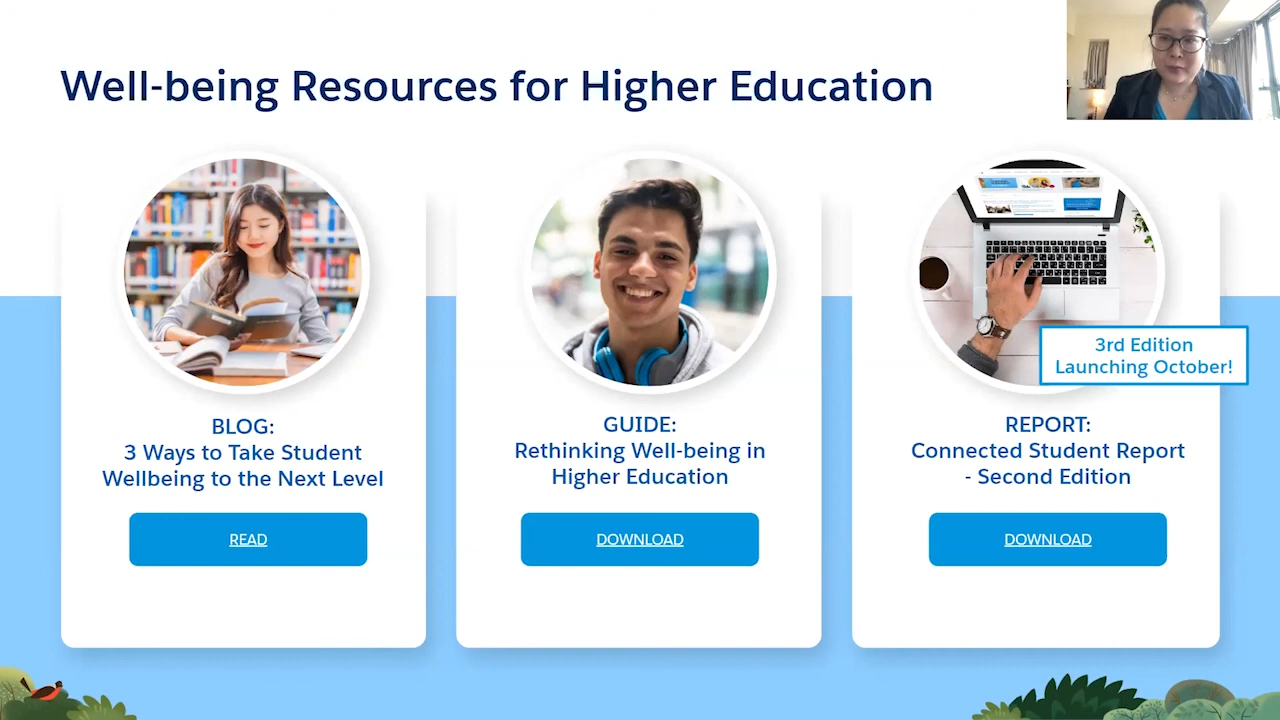 Well-being Resources for Higher Education
3rd Edition
Launching October!
BLOG:
3 Ways to Take Student
Wellbeing to the Next Level
READ
GUIDE:
Rethinking Well-being in
Higher Education
DOWNLOAD
REPORT:
Connected Student Report
- Second Edition
DOWNLOAD